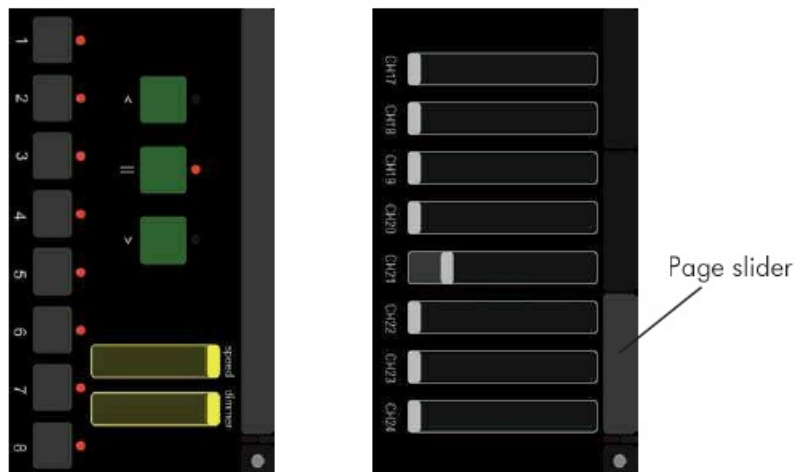 1
2
3
4
5
6
7
8
<
=
>
speed
dimmer
CH17
CH18
CH19
CH20
CH21
CH22
CH23
CH24
Page slider